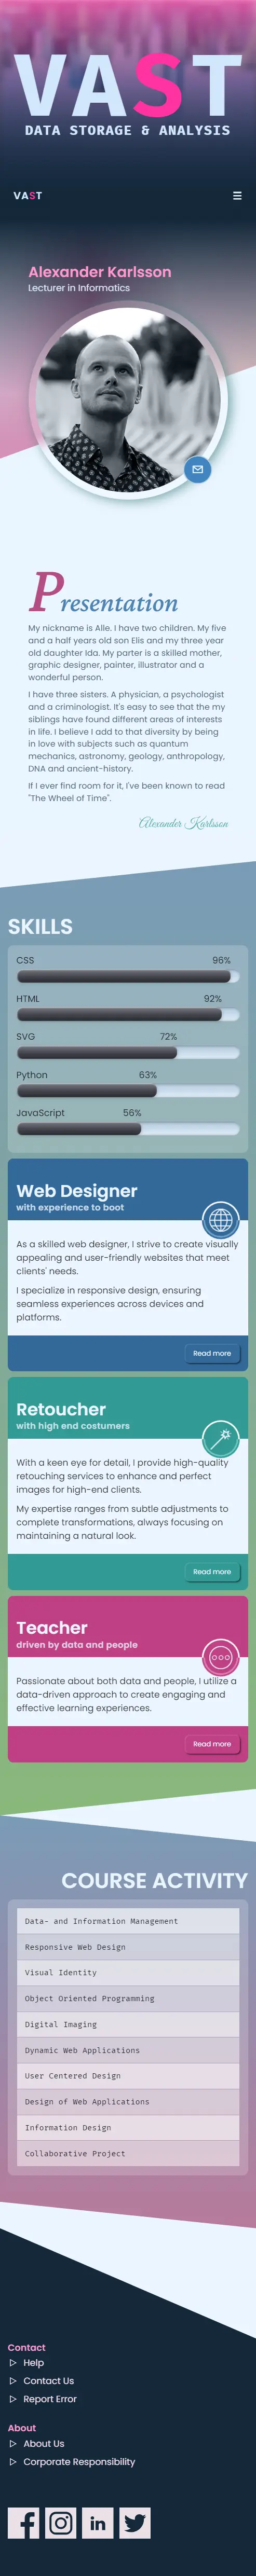 VAST
DATA STORAGE & ANALYSIS
VAST
Alexander Karlsson
Lecturer in Informatics
Presentation
My nickname is Alle. I have two children. My five
and a half years old son Elis and my three year
old daughter Ida. My parter is a skilled mother,
graphic designer, painter, illustrator and a
wonderful person.
I have three sisters. A physician, a psychologist
and a criminologist. It's easy to see that the my
siblings have found different areas of interests
in life. I believe I add to that diversity by being
in love with subjects such as quantum
mechanics, astronomy, geology, anthropology,
DNA and ancient-history.
If I ever find room for it, I've been known to read
"The Wheel of Time".
Alexander Karlsson
SKILLS
CSS 96%
HTML 92%
SVG 72%
Python 63%
JavaScript 56%
Web Designer
with experience to boot
As a skilled web designer, I strive to create visually
appealing and user-friendly websites that meet
clients' needs.
I specialize in responsive design, ensuring
seamless experiences across devices and
platforms.
Read more
Retoucher
with high end costumers
With a keen eye for detail, I provide high-quality
retouching services to enhance and perfect
images for high-end clients.
My expertise ranges from subtle adjustments to
complete transformations, always focusing on
maintaining a natural look.
Read more
Teacher
driven by data and people
Passionate about both data and people, I utilize a
data-driven approach to create engaging and
effective learning experiences.
Read more
COURSE ACTIVITY
Data- and Information Management
Responsive Web Design
Visual Identity
Object Oriented Programming
Digital Imaging
Dynamic Web Applications
User Centered Design
Design of Web Applications
Information Design
Collaborative Project
Contact
Help
Contact Us
Report Error
About
About Us
Corporate Responsibility